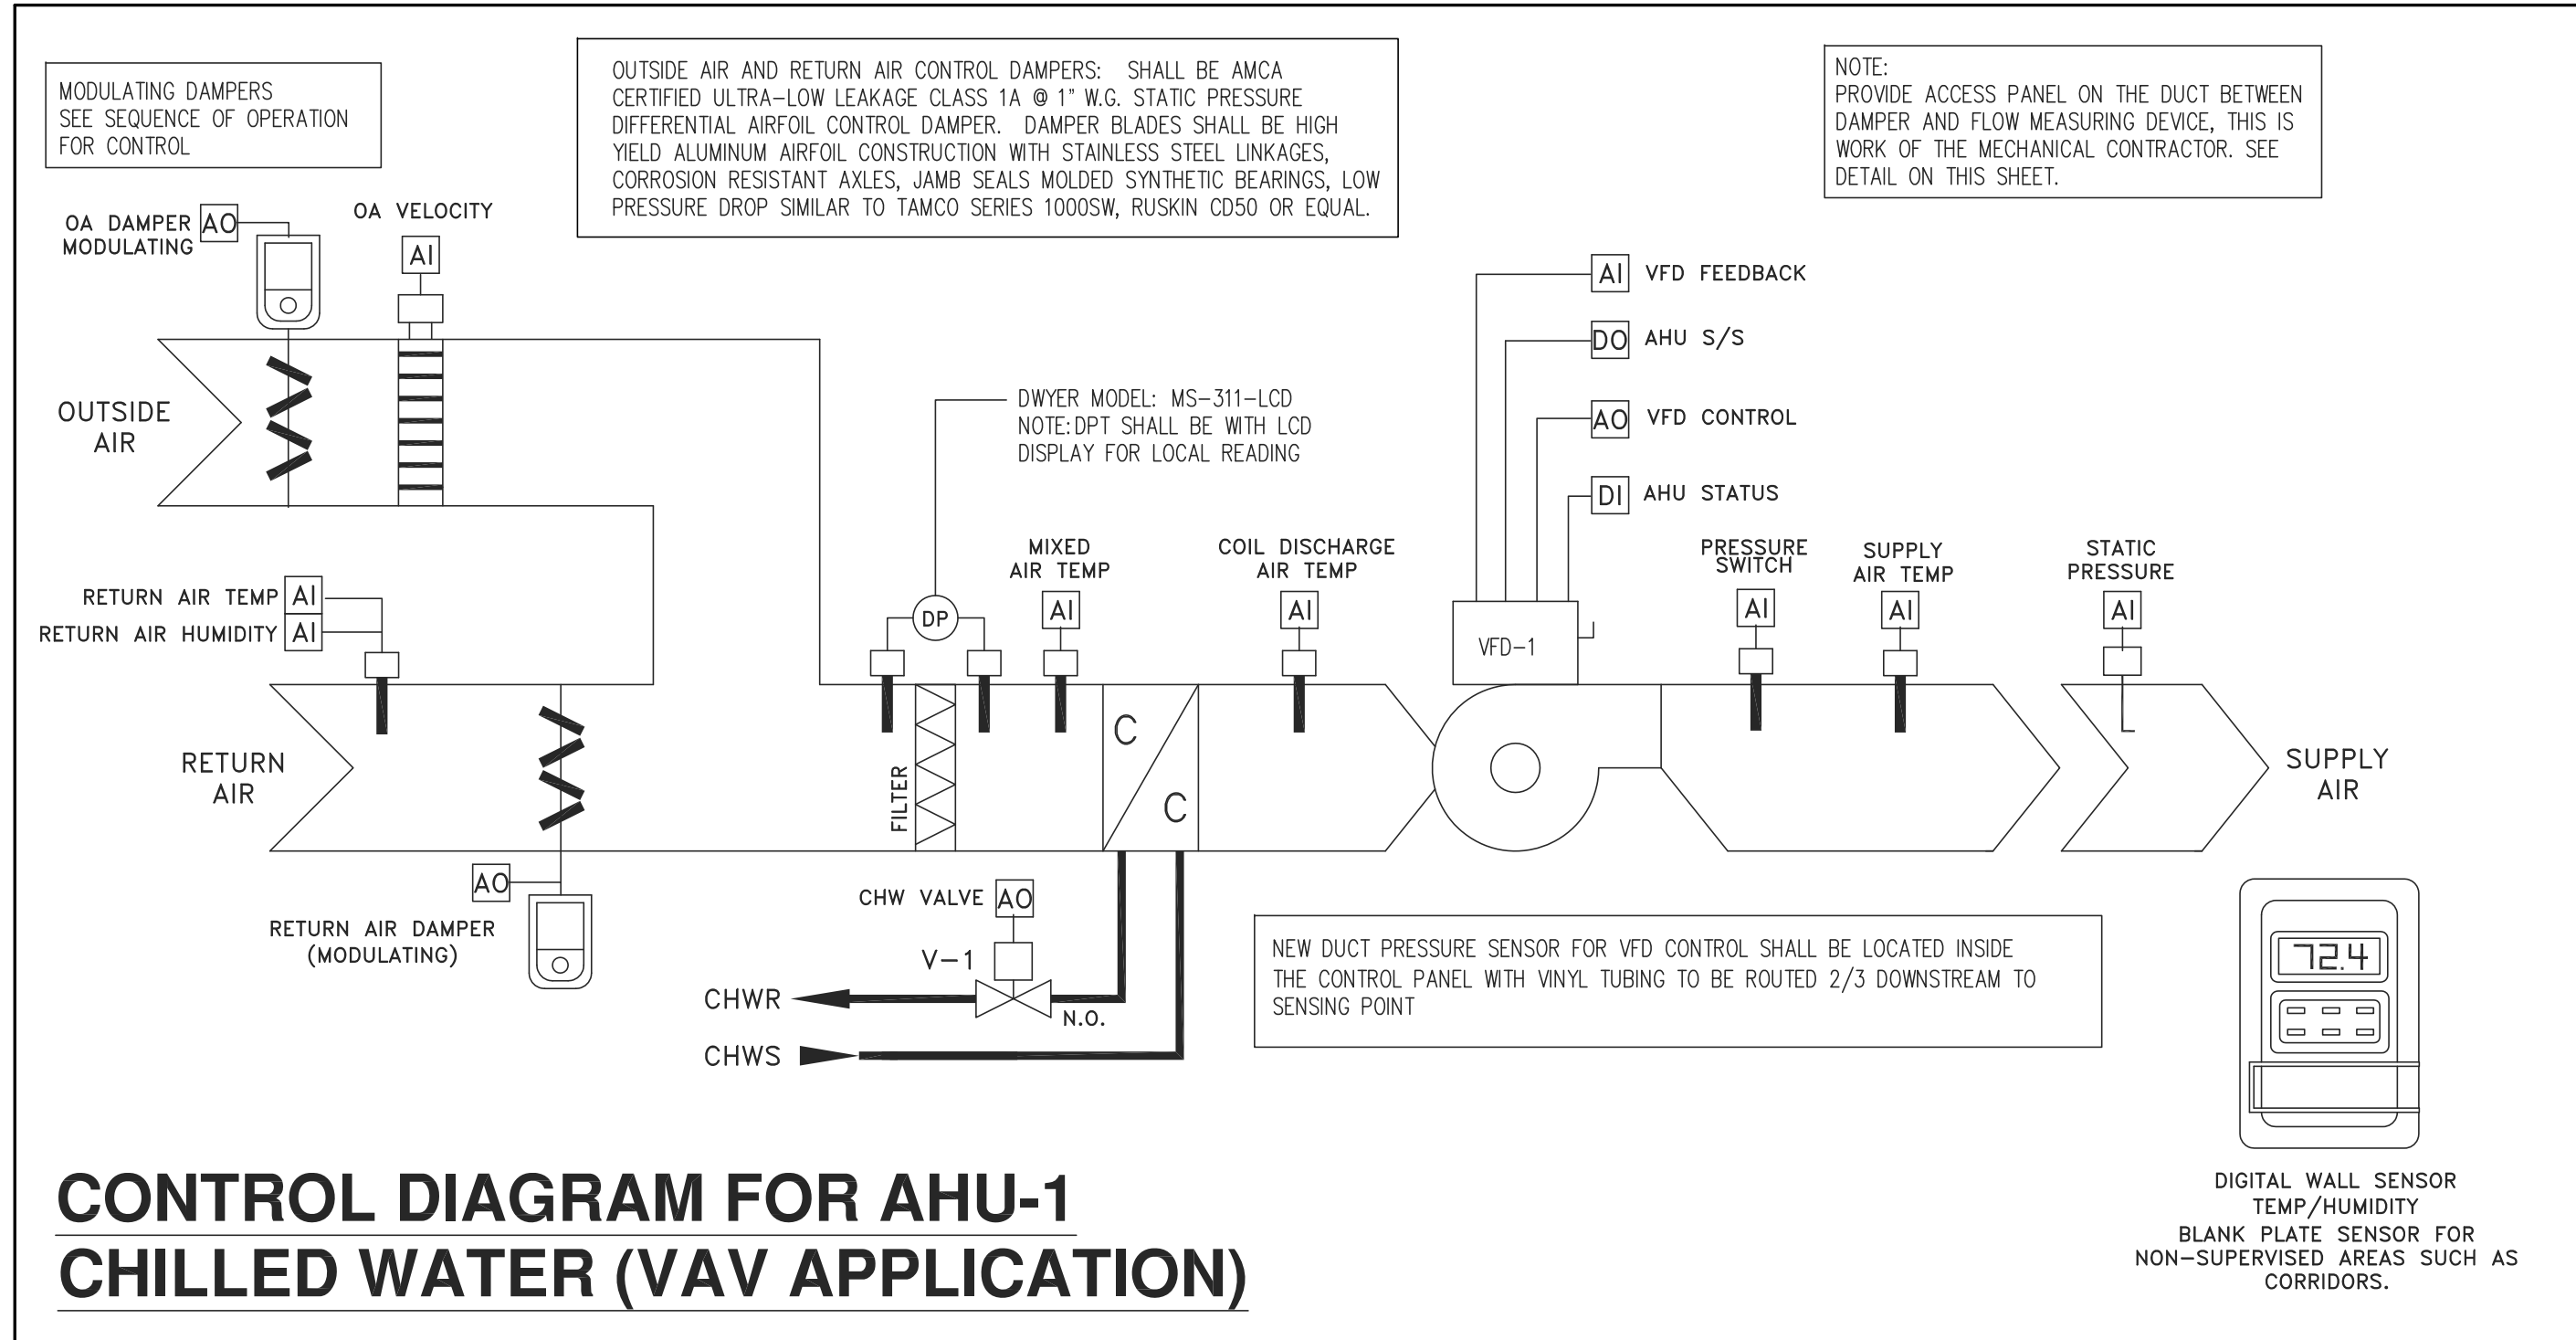 MODULATING DAMPERS
SEE SEQUENCE OF OPERATION
FOR CONTROL
OUTSIDE AIR AND RETURN AIR CONTROL DAMPERS: SHALL BE AMCA
CERTIFIED ULTRA-LOW LEAKAGE CLASS 1A @ 1" W.G. STATIC PRESSURE
DIFFERENTIAL AIRFOIL CONTROL DAMPER. DAMPER BLADES SHALL BE HIGH
YIELD ALUMINUM AIRFOIL CONSTRUCTION WITH STAINLESS STEEL LINKAGES,
CORROSION RESISTANT AXLES, JAMB SEALS MOLDED SYNTHETIC BEARINGS, LOW
PRESSURE DROP SIMILAR TO TAMCO SERIES 1000SW, RUSKIN CD50 OR EQUAL.
NOTE:
PROVIDE ACCESS PANEL ON THE DUCT BETWEEN
DAMPER AND FLOW MEASURING DEVICE, THIS IS
WORK OF THE MECHANICAL CONTRACTOR. SEE
DETAIL ON THIS SHEET.
OA DAMPER
MODULATING
AO
OA VELOCITY
AI
OUTSIDE
AIR
AI VFD FEEDBACK
DO AHU S/S
AO VFD CONTROL
DI AHU STATUS
DWYER MODEL: MS-311-LCD
NOTE: DPT SHALL BE WITH LCD
DISPLAY FOR LOCAL READING
RETURN AIR TEMP AI
RETURN AIR HUMIDITY AI
DP
MIXED
AIR TEMP
AI
COIL DISCHARGE
AIR TEMP
AI
VFD-1
PRESSURE
SWITCH
AI
SUPPLY
AIR TEMP
AI
STATIC
PRESSURE
AI
RETURN
AIR
FILTER
C
C
SUPPLY
AIR
AO
RETURN AIR DAMPER
(MODULATING)
CHW VALVE AO
V-1
CHWR
N.O.
CHWS
NEW DUCT PRESSURE SENSOR FOR VFD CONTROL SHALL BE LOCATED INSIDE
THE CONTROL PANEL WITH VINYL TUBING TO BE ROUTED 2/3 DOWNSTREAM TO
SENSING POINT
72.4
DIGITAL WALL SENSOR
TEMP/HUMIDITY
BLANK PLATE SENSOR FOR
NON-SUPERVISED AREAS SUCH AS
CORRIDORS.
CONTROL DIAGRAM FOR AHU-1
CHILLED WATER (VAV APPLICATION)